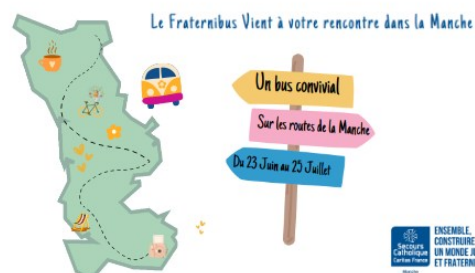 Le Fraternibus Vient à votre rencontre dans la Manche
Un bus convivial
Sur les routes de la Manche
Du 23 Juin au 25 Juillet
Secours
Catholique
Caritas France
Manche
ENSEMBLE,
CONSTRUIRE
UN MONDE
ET FRATERN